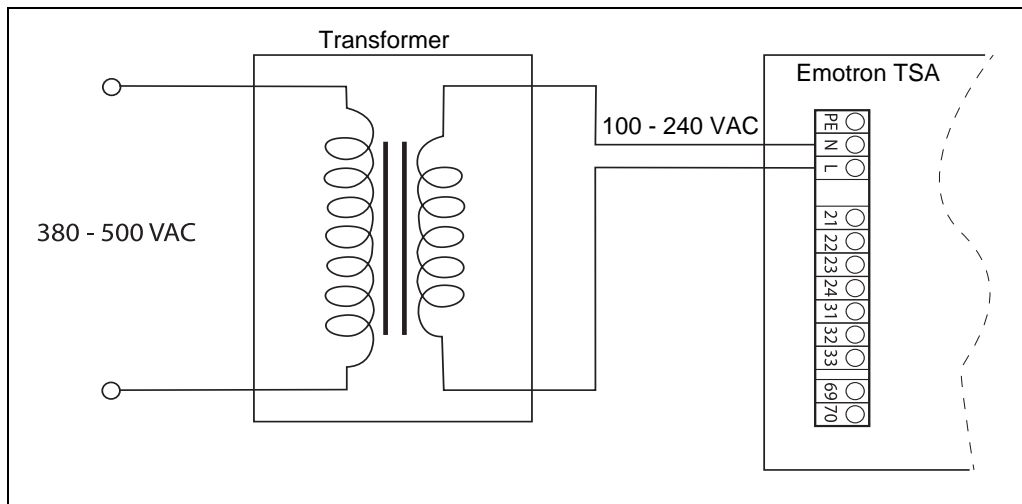 Transformer
Emotron TSA
100 - 240 VAC
380 - 500 VAC
PE
N
L
21
22
23
24
31
32
33
69
70